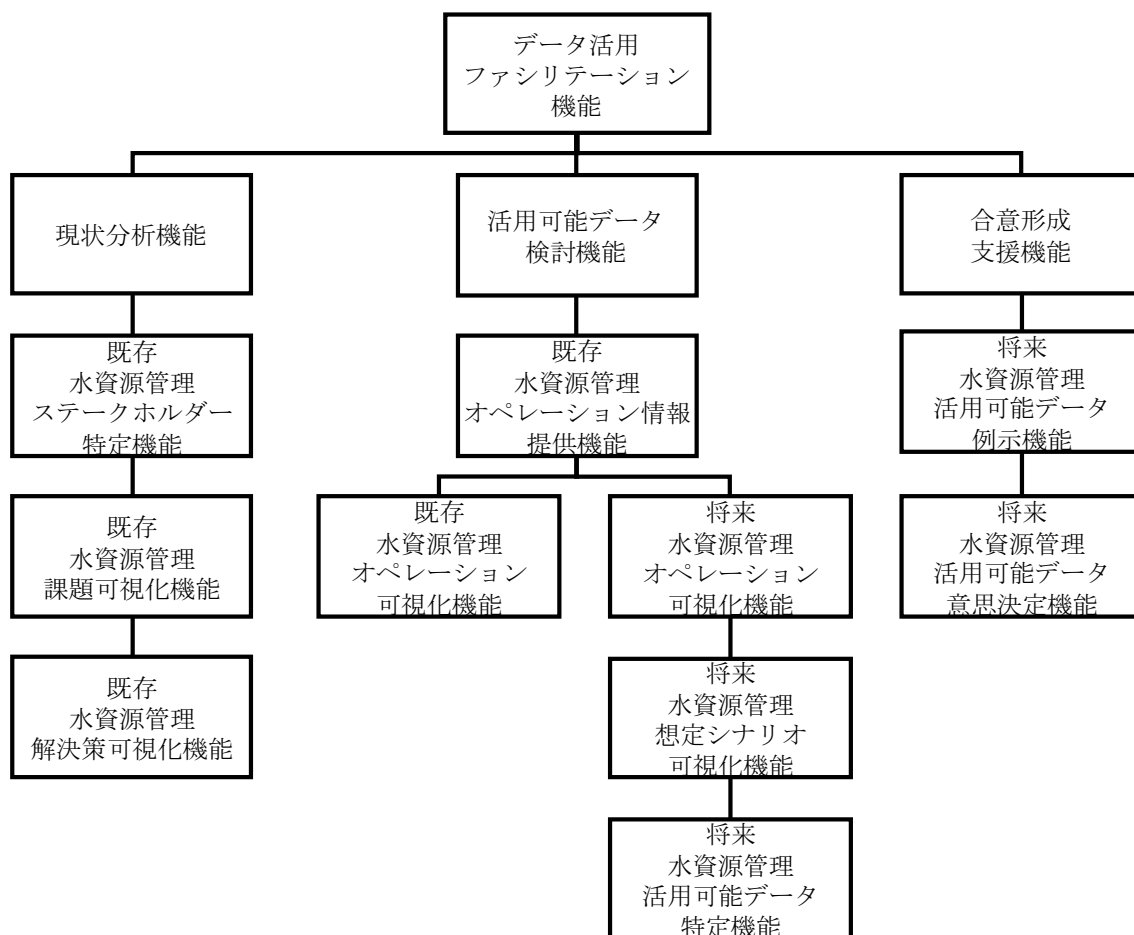 データ活用
ファシリテーション
機能
現状分析機能
活用可能データ
検討機能
合意形成
支援機能
既存
水資源管理
ステークホルダー
特定機能
既存
水資源管理
オペレーション情報
提供機能
将来
水資源管理
活用可能データ
例示機能
既存
水資源管理
課題可視化機能
既存
水資源管理
オペレーション
可視化機能
将来
水資源管理
オペレーション
可視化機能
将来
水資源管理
活用可能データ
意思決定機能
既存
水資源管理
解決策可視化機能
将来
水資源管理
想定シナリオ
可視化機能
将来
水資源管理
活用可能データ
特定機能